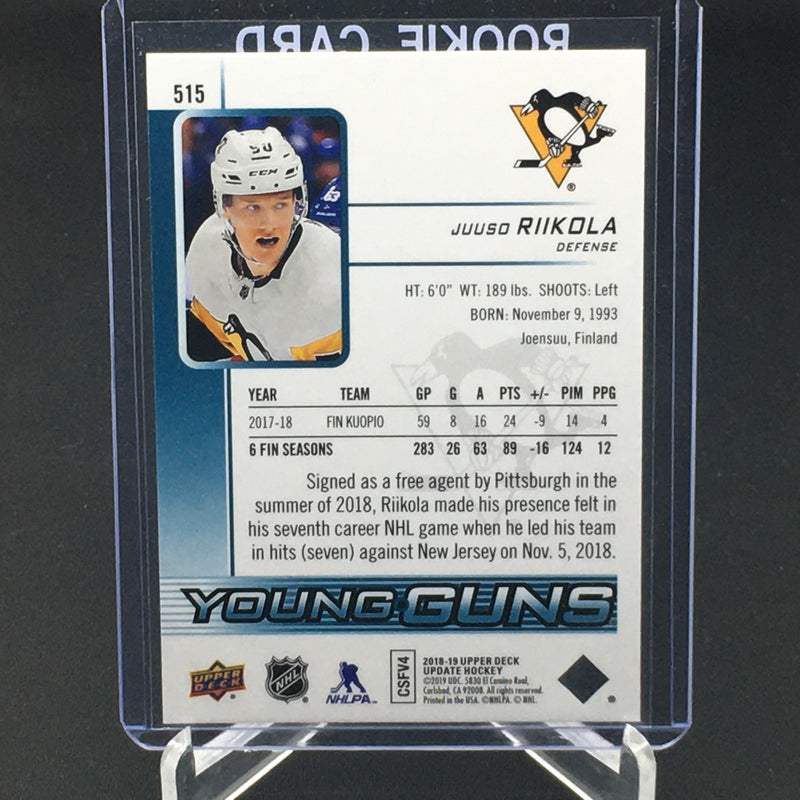 ROOKIE CARD
515
50
CCM
JUUSO RIIKOLA
DEFENSE
HT: 6'0" WT: 189 lbs. SHOOTS: Left
BORN: November 9, 1993
Joensuu, Finland
YEAR TEAM GP G A PTS +/- PIM PPG
2017-18 FIN KUOPIO 59 8 16 24 -9 14 4
6 FIN SEASONS 283 26 63 89 -16 124 12
Signed as a free agent by Pittsburgh in the
summer of 2018, Riikola made his presence felt in
his seventh career NHL game when he led his team
in hits (seven) against New Jersey on Nov. 5, 2018.
YOUNG GUNS
UPPER DECK
NHL
NHLPA
CSFV4
2018-19 UPPER DECK
UPDATE HOCKEY
©2019 UDC. 5830 El Camino Real,
Carlsbad, CA 92008. All rights reserved.
Printed in the USA. ©NHLPA. © NHL.